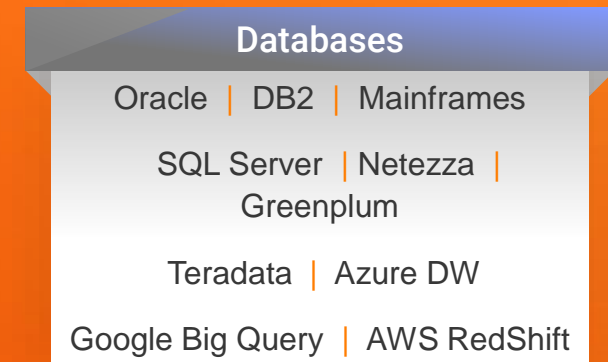 Databases
Oracle | DB2 | Mainframes
SQL Server | Netezza |
Greenplum
Teradata | Azure DW
Google Big Query | AWS RedShift